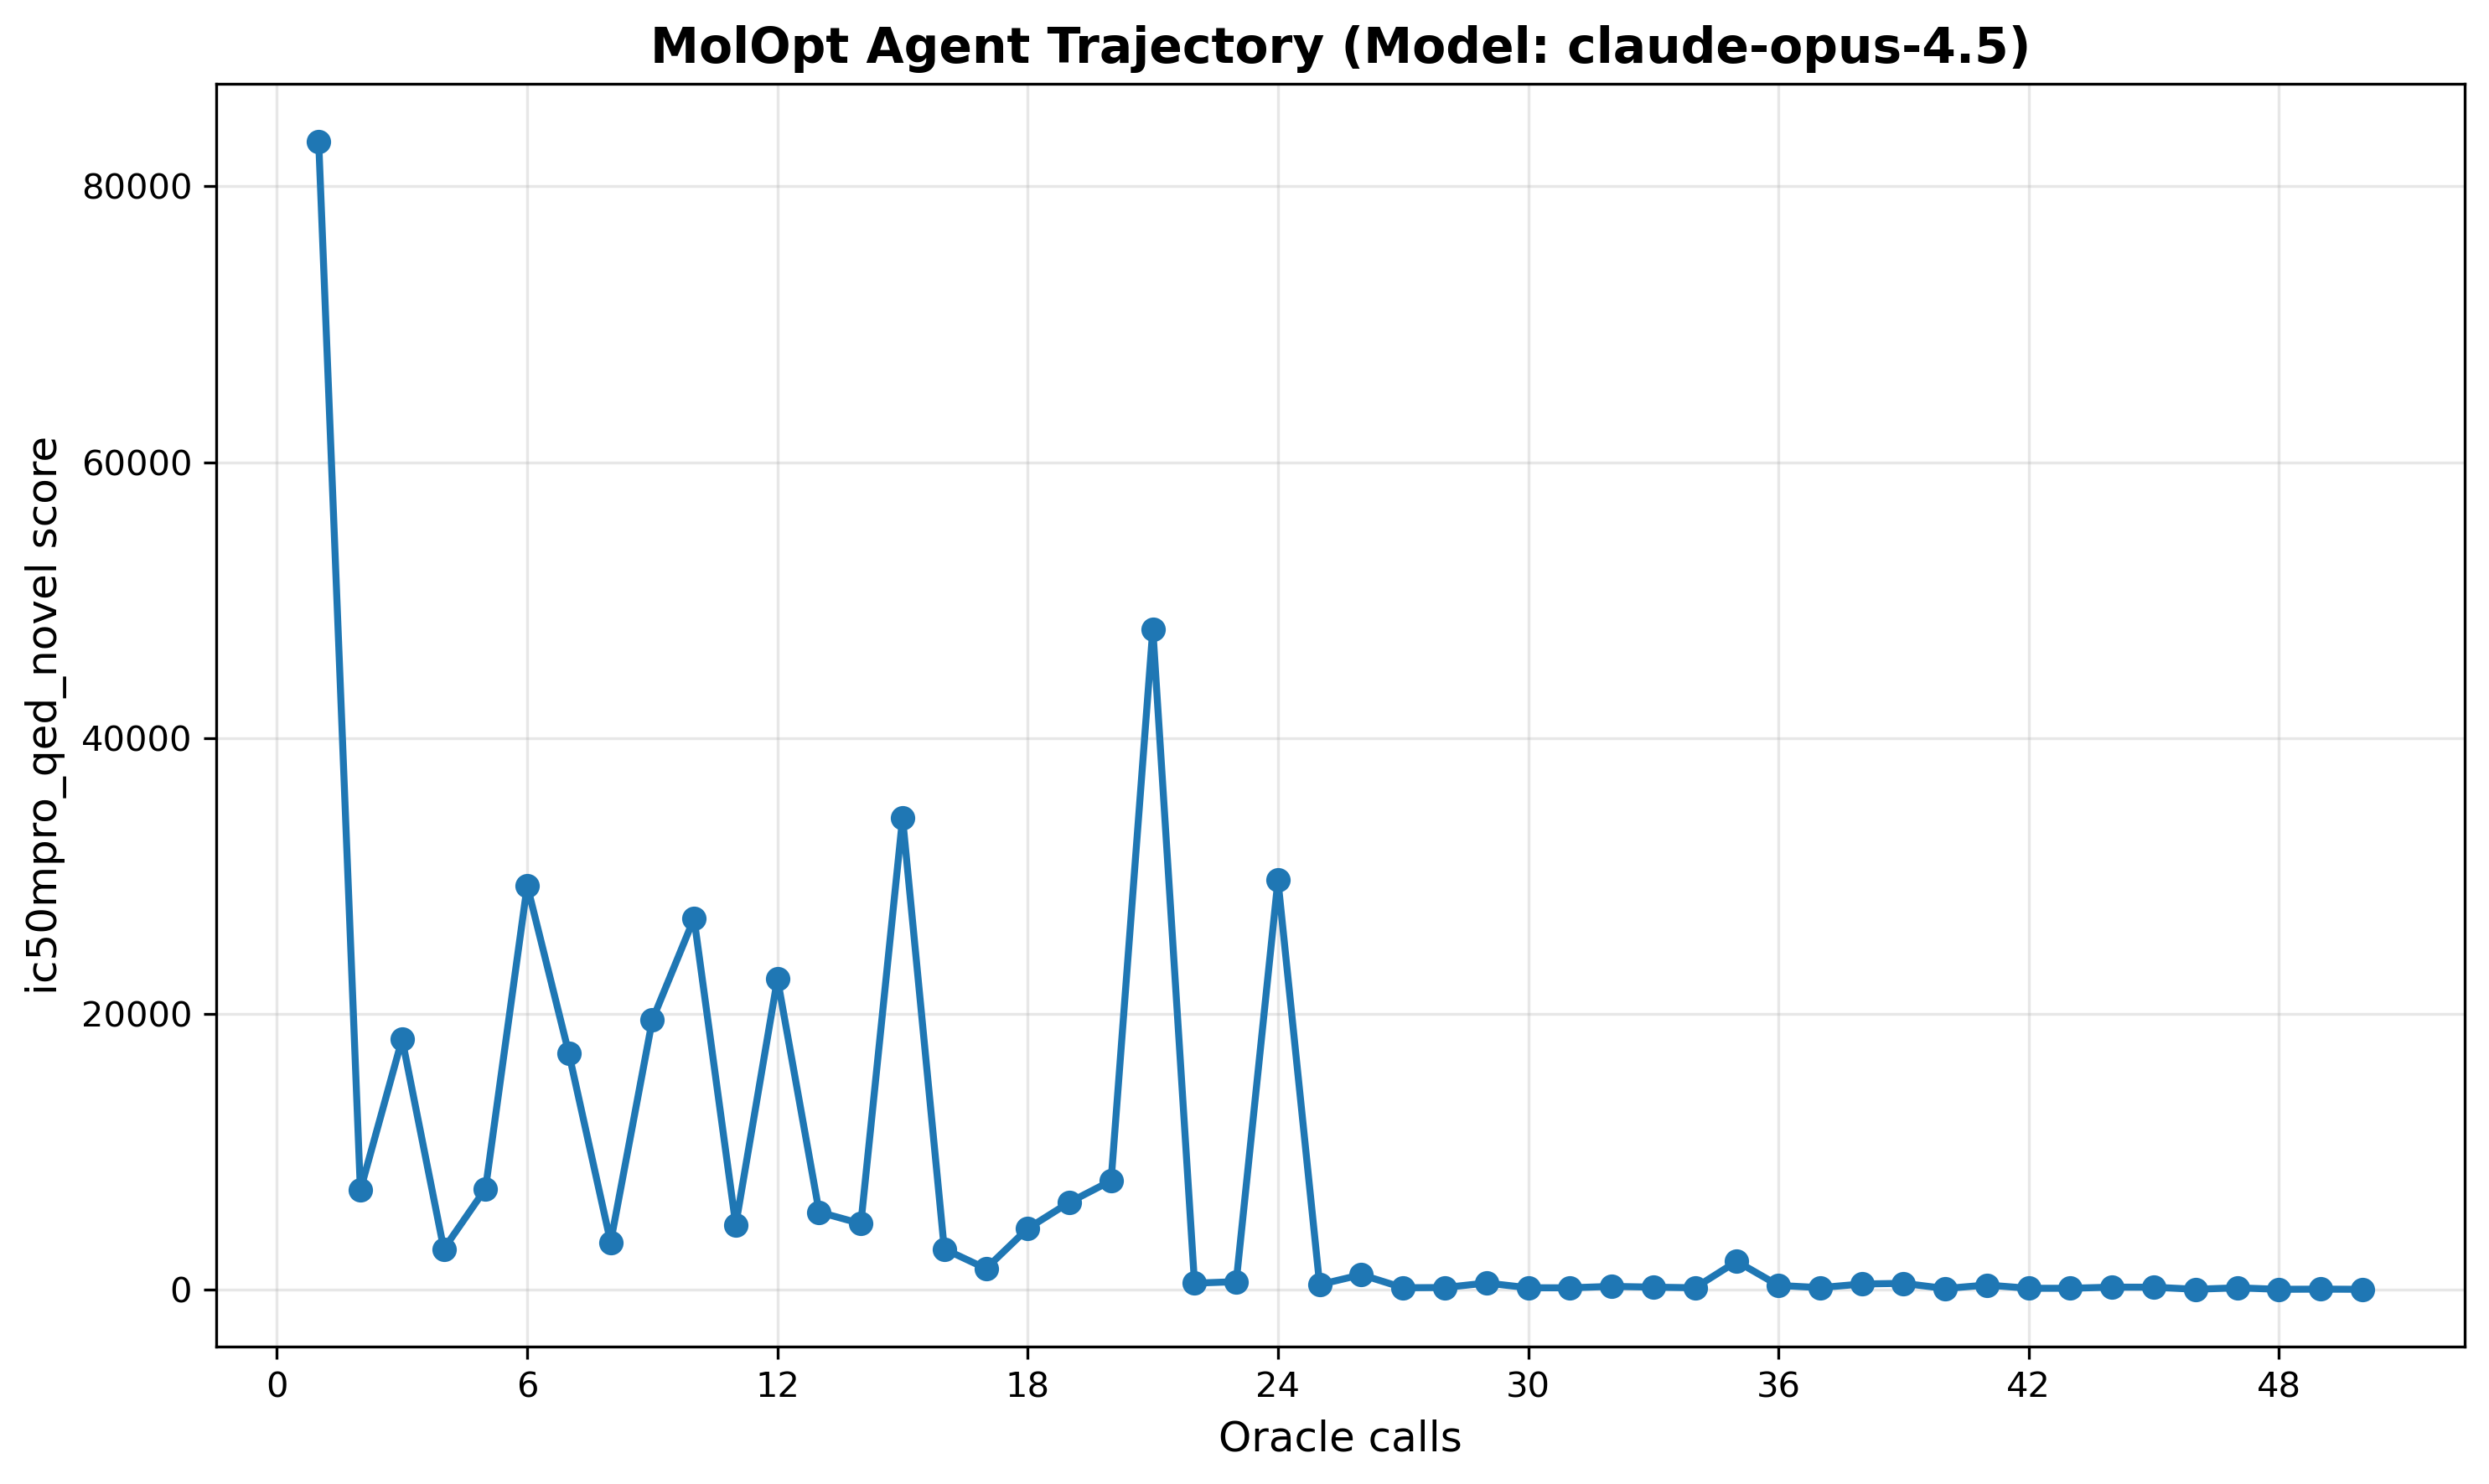 MolOpt Agent Trajectory (Model: claude-opus-4.5)
ic50mpro_qed_novel score
80000
60000
40000
20000
0
0 6 12 18 24 30 36 42 48
Oracle calls